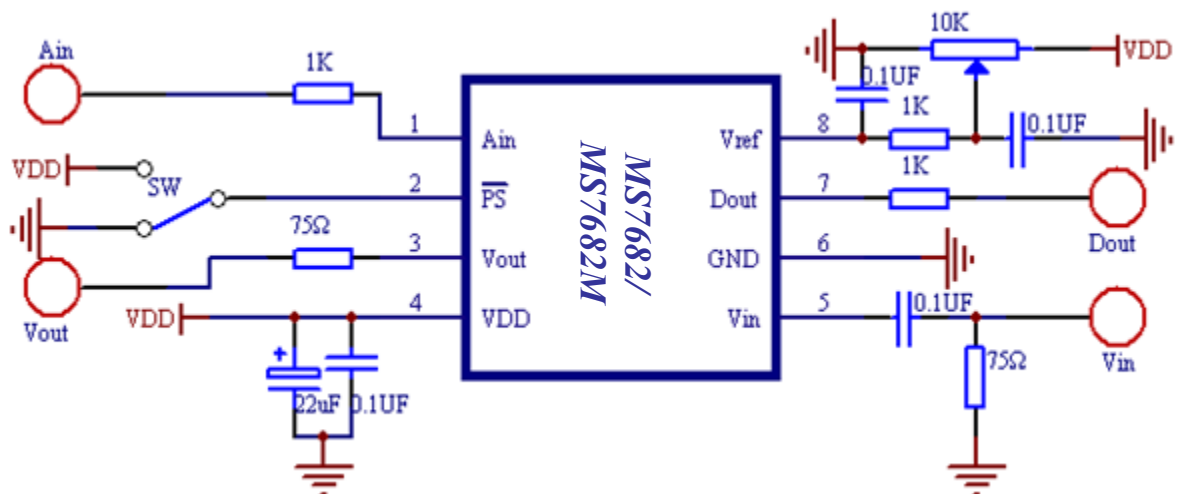 Ain
1K
1
Ain
VDD
SW
2
PS
75Ω
3
Vout
Vout
VDD
4
VDD
22uF
0.1UF
MS7682/
MS7682M
10K
VDD
0.1UF
1K
0.1UF
Vref
8
1K
Dout
7
Dout
GND
6
Vin
5
0.1UF
75Ω
Vin